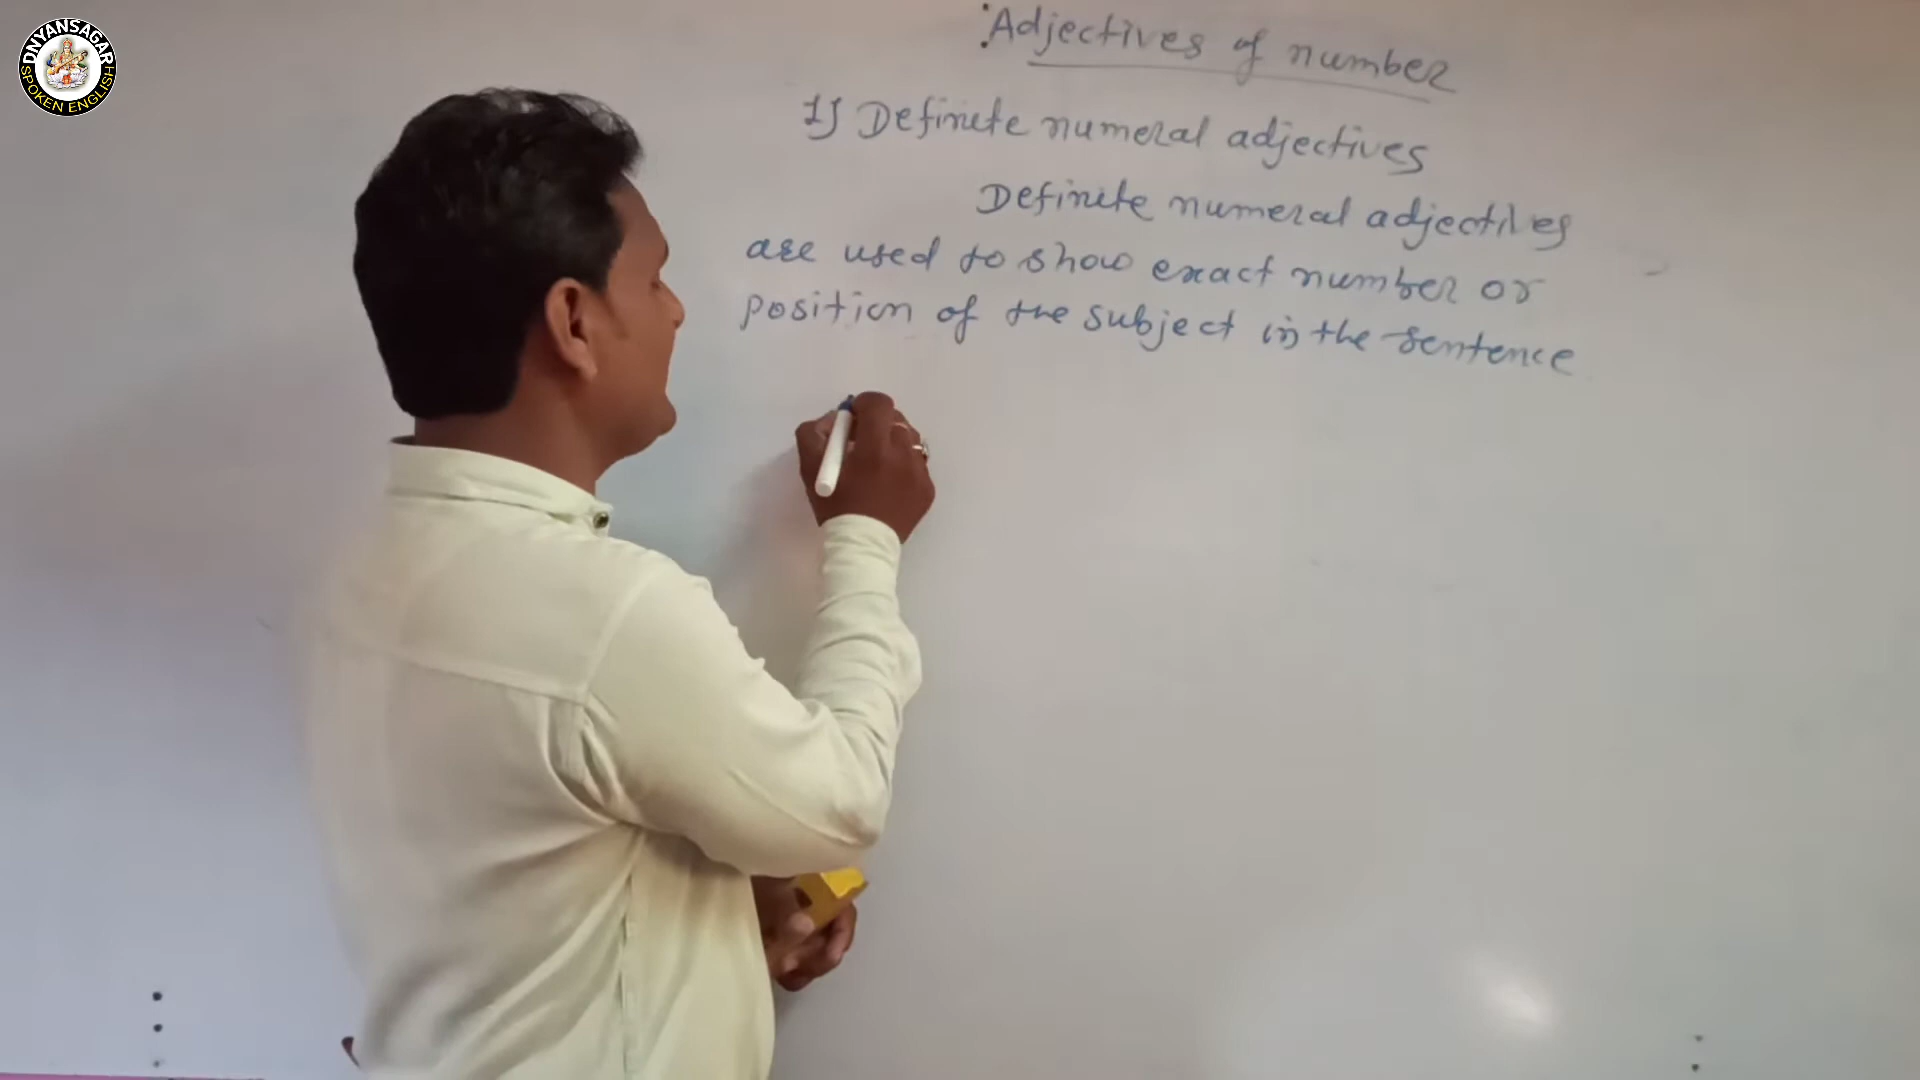 DNYANSAGAR
SPOKEN ENGLISH
:Adjectives of number
1) Definite numeral adjectives
Definite numeral adjectives
are used to show exact number or
position of the subject in the sentence